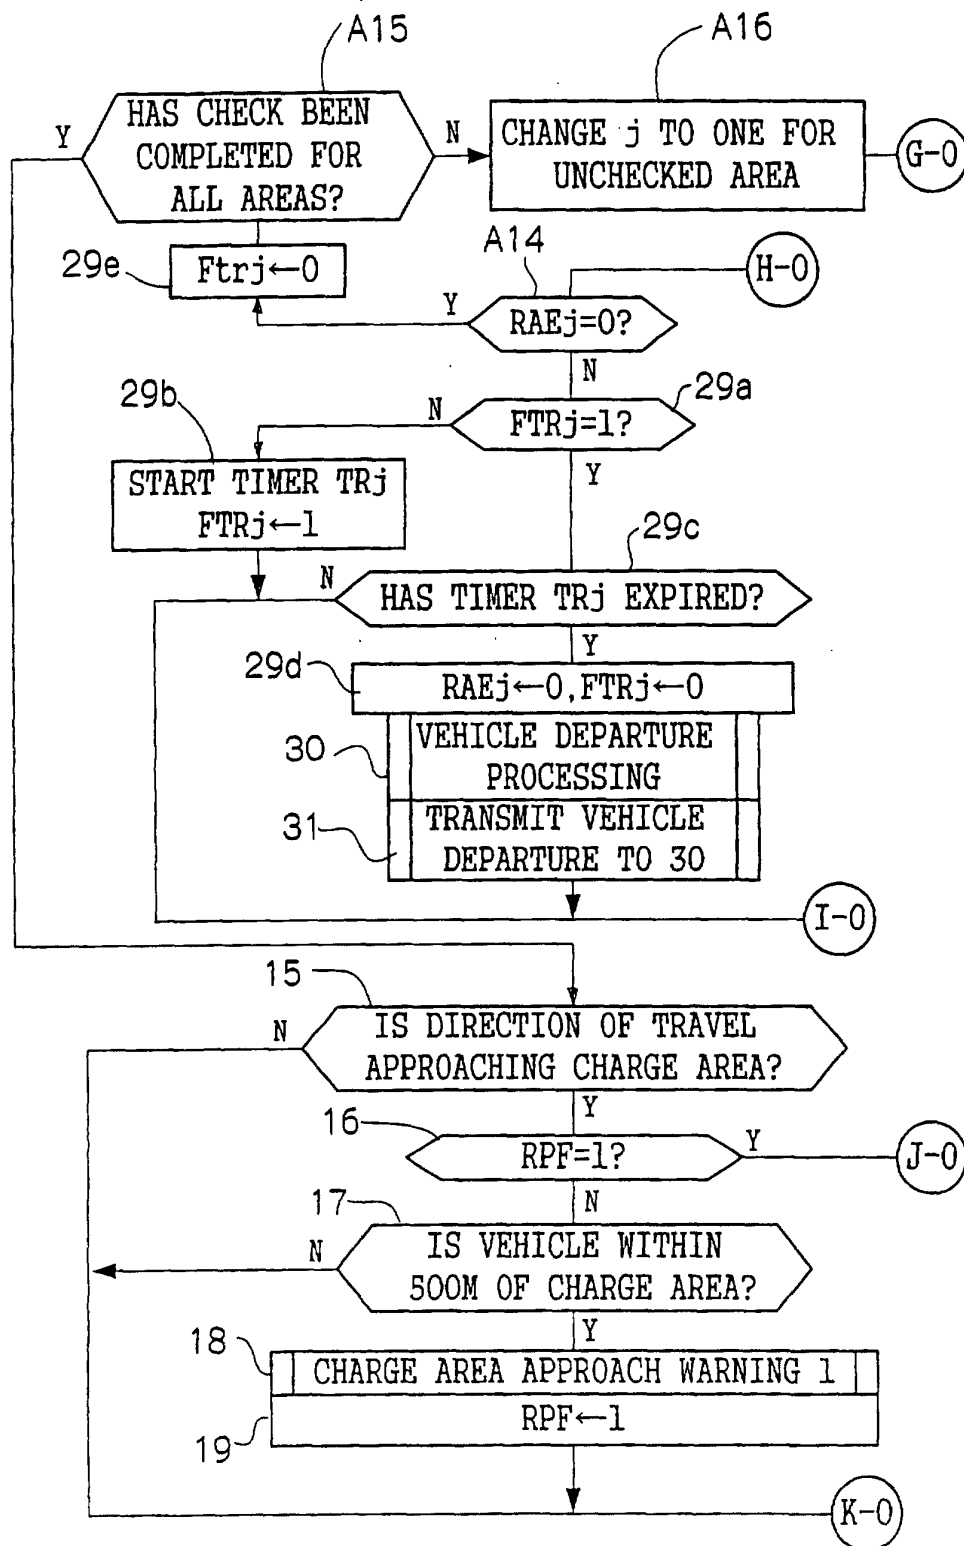 A15
A16
HAS CHECK BEEN
COMPLETED FOR
ALL AREAS?
Y
N
CHANGE j TO ONE FOR
UNCHECKED AREA
G-0
29e
Ftrj←0
A14
H-0
Y
RAEj=0?
N
29b
N
FTRj=1?
29a
Y
START TIMER TRj
FTRj←1
29c
N
HAS TIMER TRj EXPIRED?
Y
29d
RAEj←0,FTRj←0
30
VEHICLE DEPARTURE
PROCESSING
31
TRANSMIT VEHICLE
DEPARTURE TO 30
I-0
15
N
IS DIRECTION OF TRAVEL
APPROACHING CHARGE AREA?
Y
16
RPF=1?
Y
J-0
N
17
N
IS VEHICLE WITHIN
500M OF CHARGE AREA?
Y
18
CHARGE AREA APPROACH WARNING 1
19
RPF←1
K-0